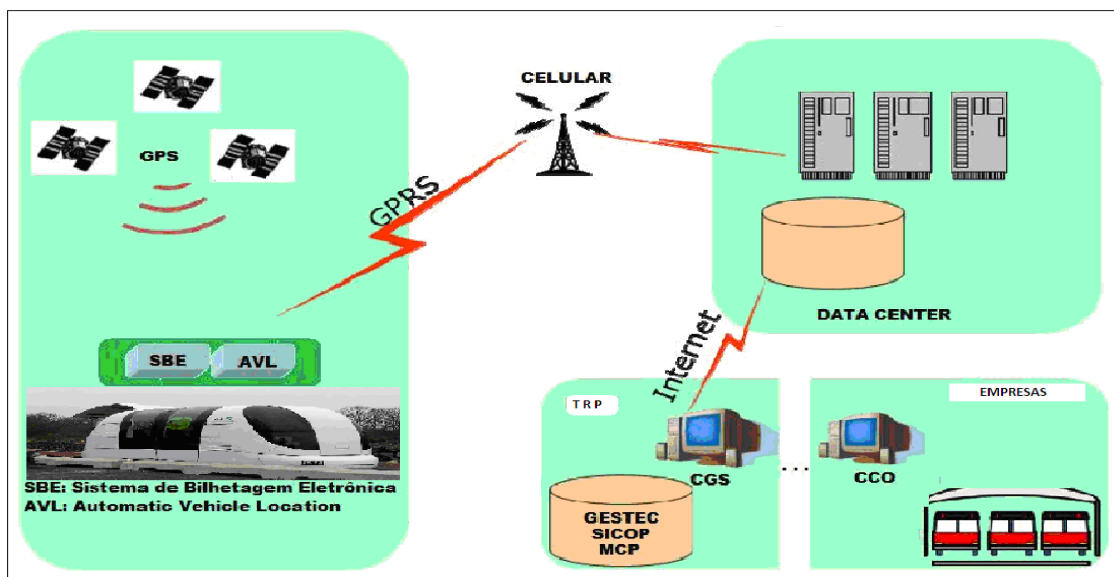 GPS
CELULAR
GPRS
SBE
AVL
SBE: Sistema de Bilhetagem Eletrônica
AVL: Automatic Vehicle Location
DATA CENTER
Internet
TRP
EMPRESAS
CGS
...
CCO
GESTEC
SICOP
MCP